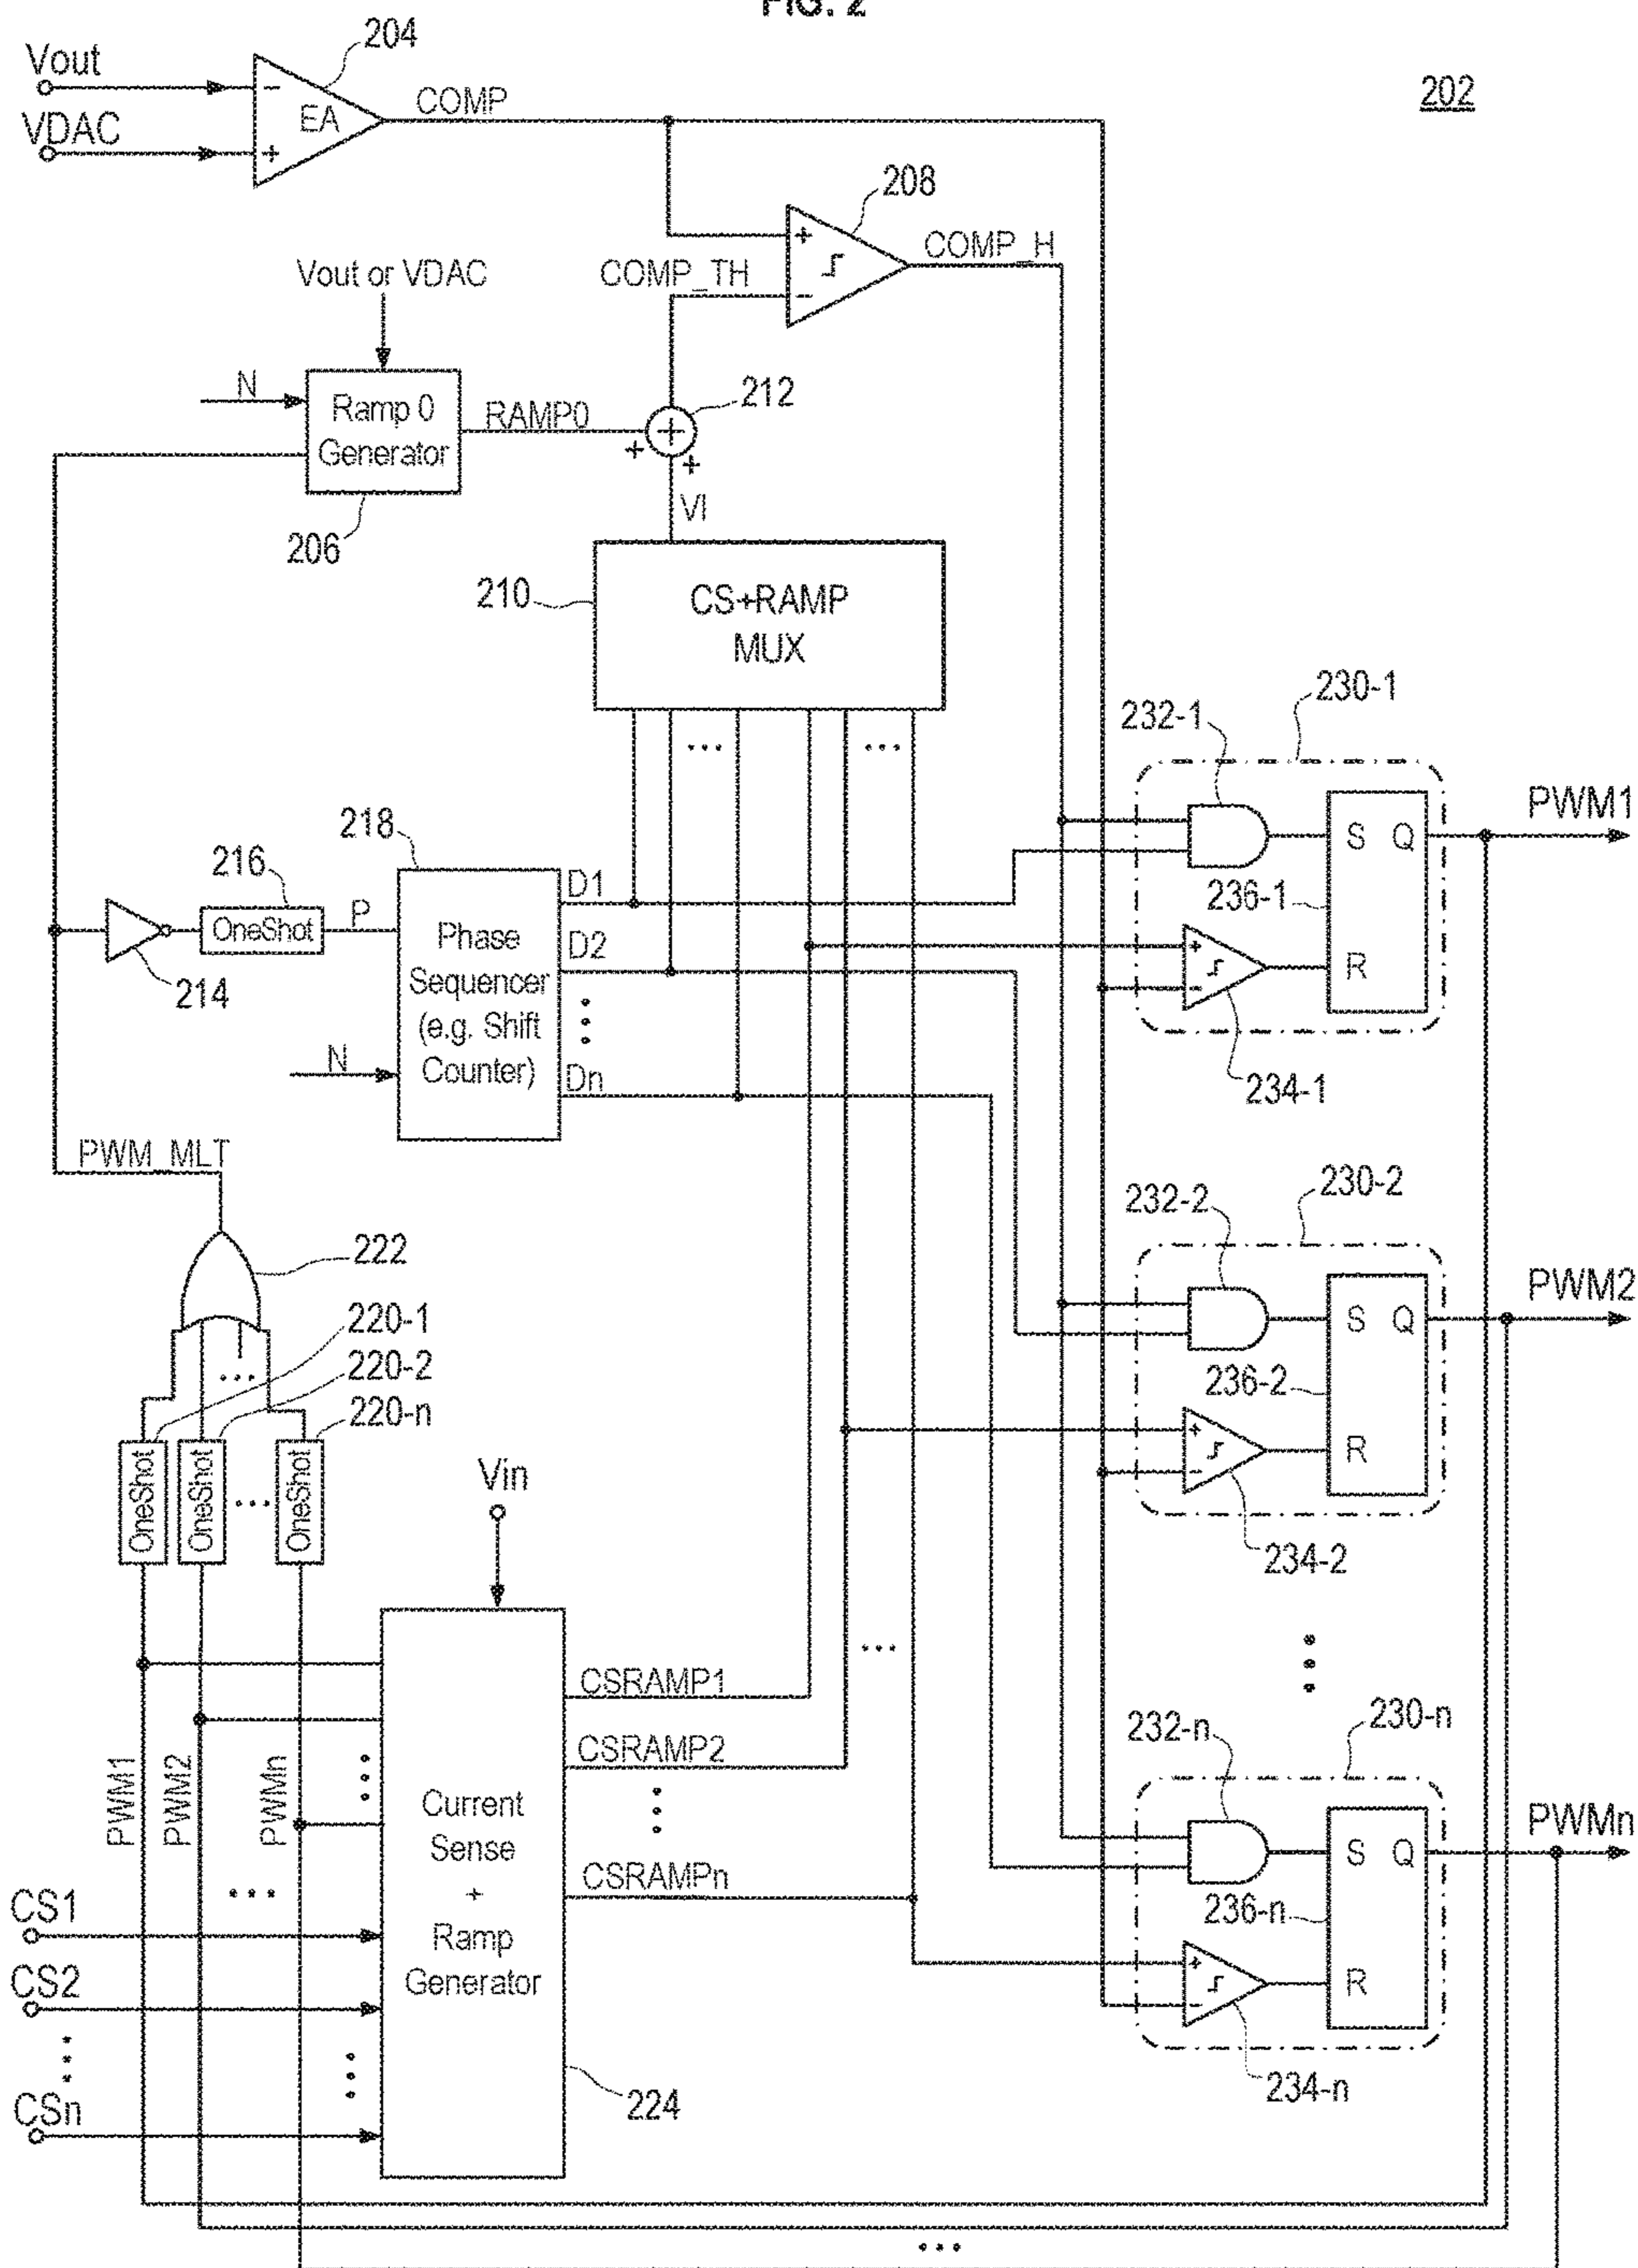 FIG. 2
202
Vout
VDAC
204
EA
COMP
208
COMP_H
COMP_TH
Vout or VDAC
N
Ramp 0
Generator
206
RAMP0
212
VI
210
CS+RAMP
MUX
218
216
OneShot
P
214
N
Phase
Sequencer
(e.g. Shift
Counter)
D1
D2
Dn
PWM_MLT
222
220-1
220-2
220-n
OneShot
OneShot
OneShot
Vin
PWM1
PWM2
PWMn
Current
Sense
+
Ramp
Generator
224
CS1
CS2
CSn
CSRAMP1
CSRAMP2
CSRAMPn
230-1
232-1
S Q
236-1
R
234-1
PWM1
230-2
232-2
S Q
236-2
R
234-2
PWM2
230-n
232-n
S Q
236-n
R
234-n
PWMn